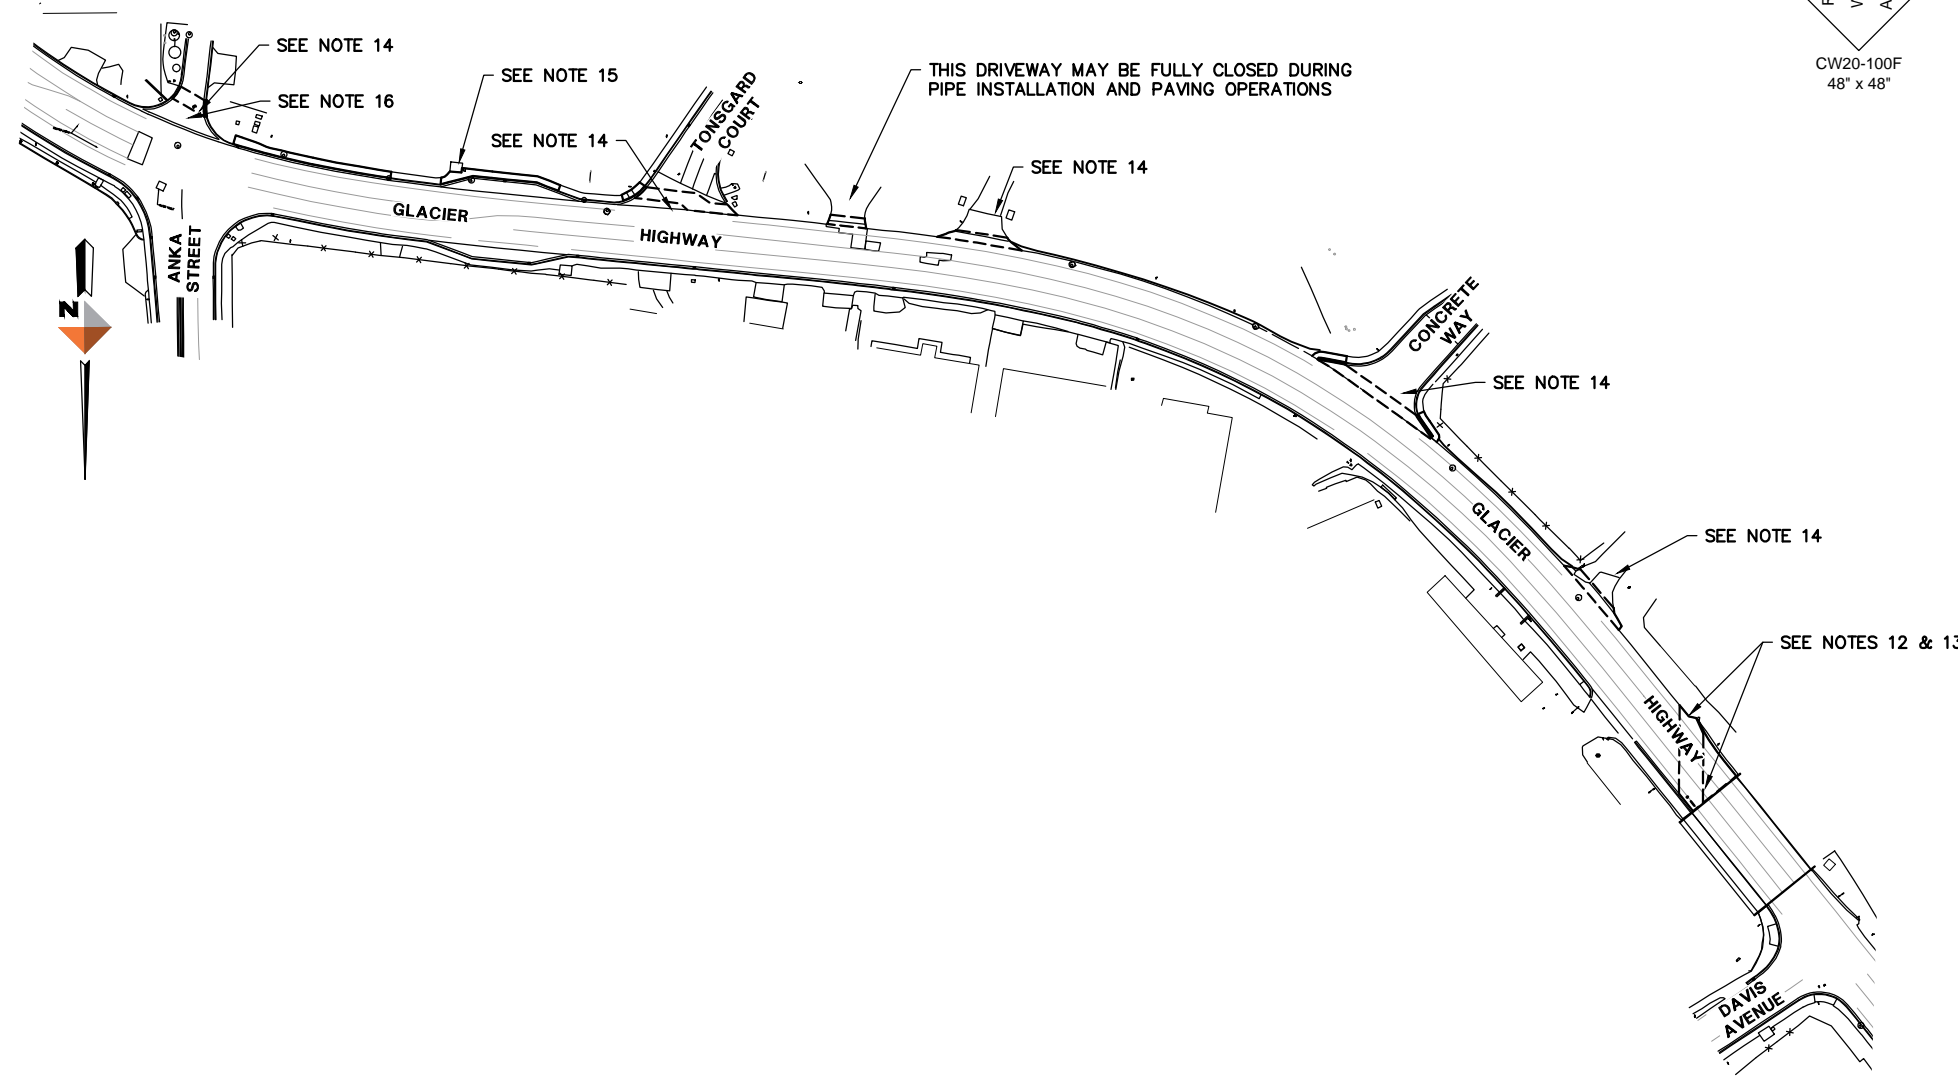 CW20-100F
48" x 48"
SEE NOTE 14
SEE NOTE 16
SEE NOTE 15
SEE NOTE 14
TONSGARD
COURT
THIS DRIVEWAY MAY BE FULLY CLOSED DURING
PIPE INSTALLATION AND PAVING OPERATIONS
SEE NOTE 14
GLACIER
HIGHWAY
ANKA
STREET
N
CONCRETE
WAY
SEE NOTE 14
GLACIER
SEE NOTE 14
SEE NOTES 12 & 13
HIGHWAY
DAVIS
AVENUE